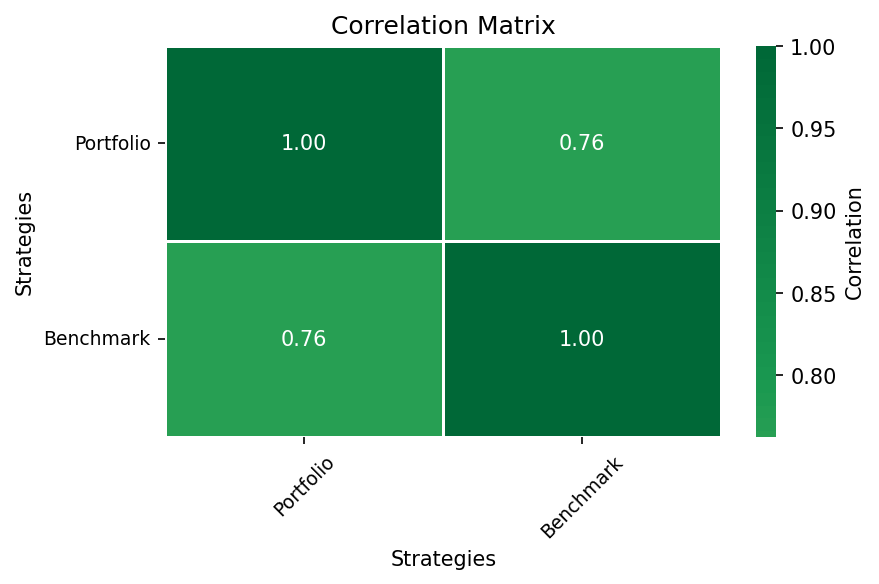 Correlation Matrix
Strategies
Portfolio
Benchmark
1.00
0.76
0.76
1.00
Portfolio
Benchmark
Strategies
1.00
0.95
0.90
0.85
0.80
Correlation